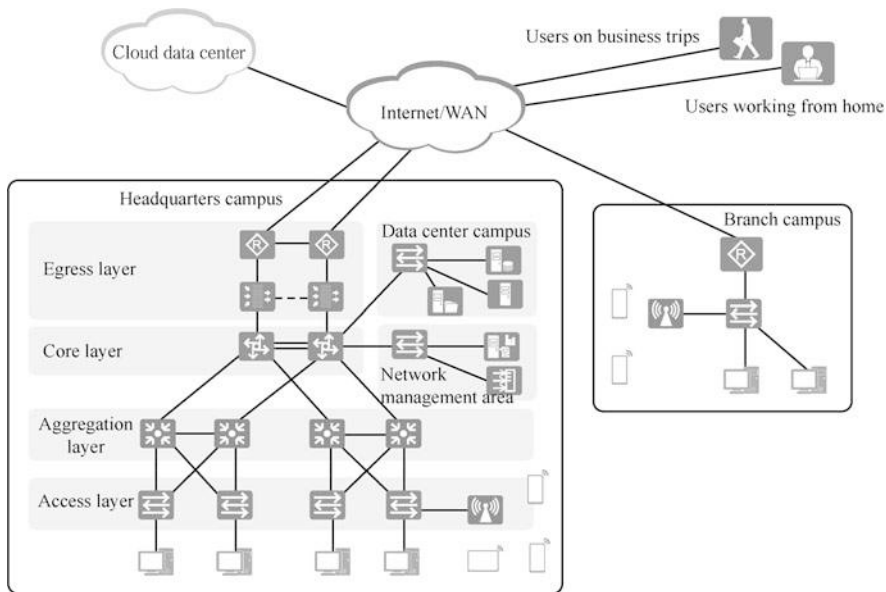 Cloud data center
Users on business trips
Internet/WAN
Users working from home
Headquarters campus
Branch campus
Data center campus
R
R
R
Egress layer
Core layer
Network
management area
Aggregation
layer
Access layer